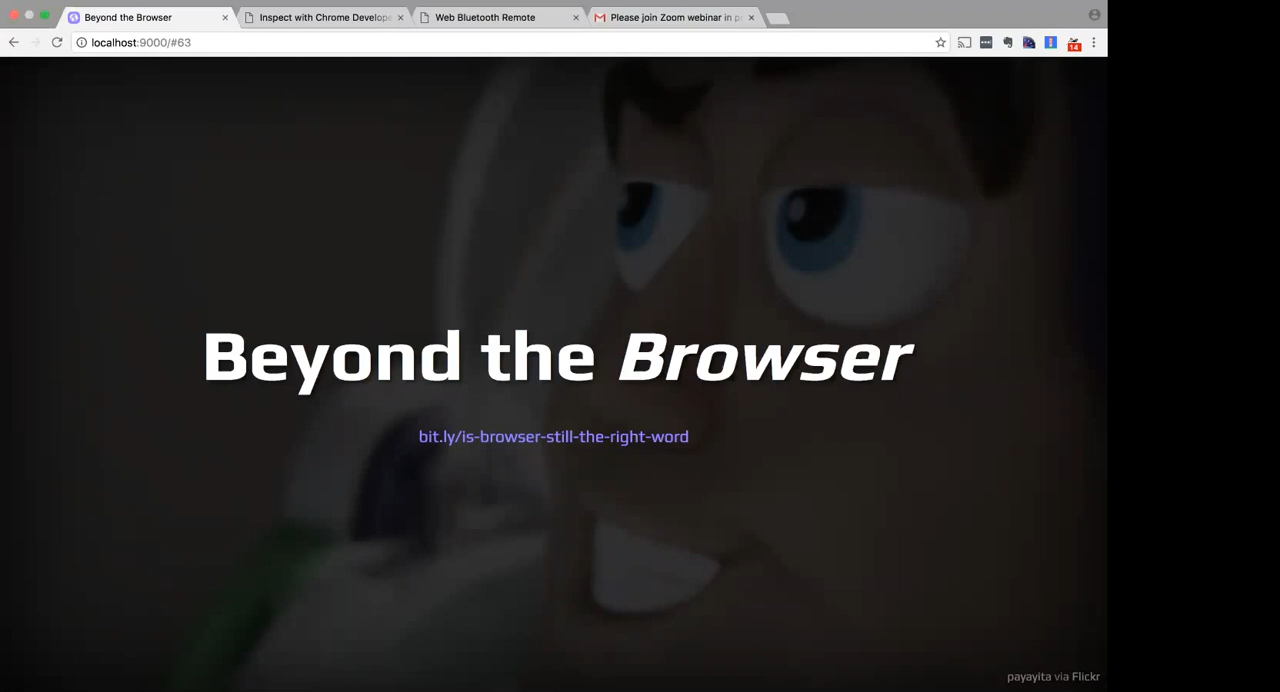 Beyond the Browser
Inspect with Chrome Develope
Web Bluetooth Remote
Please join Zoom webinar in p
localhost:9000/#63
14
Beyond the Browser
bit.ly/is-browser-still-the-right-word
payayita via Flickr